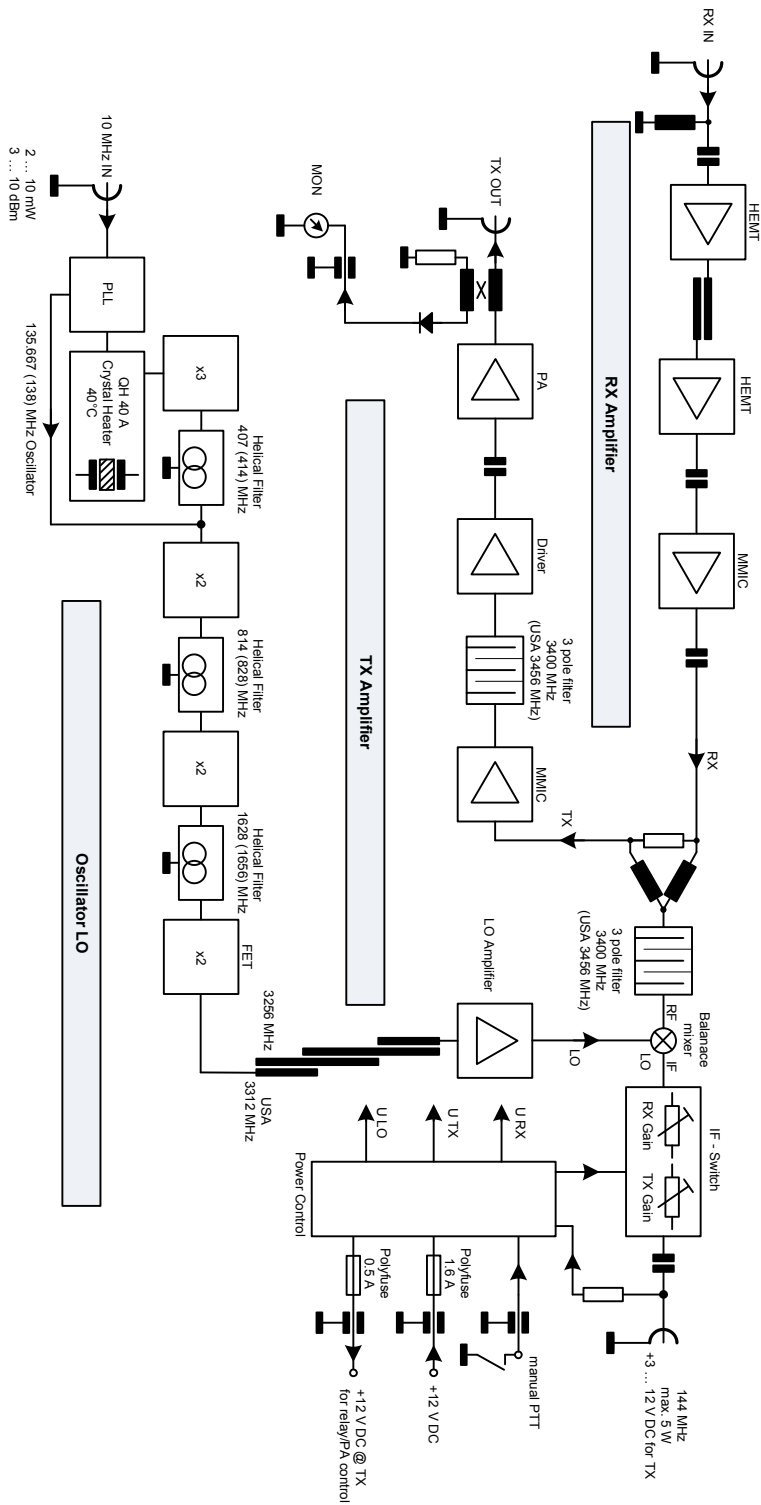 RX IN
HEMT
HEMT
MMIC
RX
RX Amplifier
3 pole filter
3400 MHz
(USA 3456 MHz)
RF
Balanace
mixer
IF
LO
IF - Switch
RX Gain
TX Gain
144 MHz
max. 5 W
+3 ... 12 V DC for TX
TX OUT
MON
PA
Driver
3 pole filter
3400 MHz
(USA 3456 MHz)
MMIC
TX
TX Amplifier
LO Amplifier
LO
U RX
U TX
U LO
Power Control
manual PTT
Polyfuse
1.6 A
+12 V DC
Polyfuse
0.5 A
+12 V DC @ TX
for relay/PA control
10 MHz IN
2 ... 10 mW
3 ... 10 dBm
PLL
QH 40 A
Crystal Heater
40°C
135.667 (138) MHz Oscillator
x3
Helical Filter
407 (414) MHz
x2
Helical Filter
814 (828) MHz
x2
Helical Filter
1628 (1656) MHz
FET
x2
3256 MHz
USA
3312 MHz
Oscillator LO